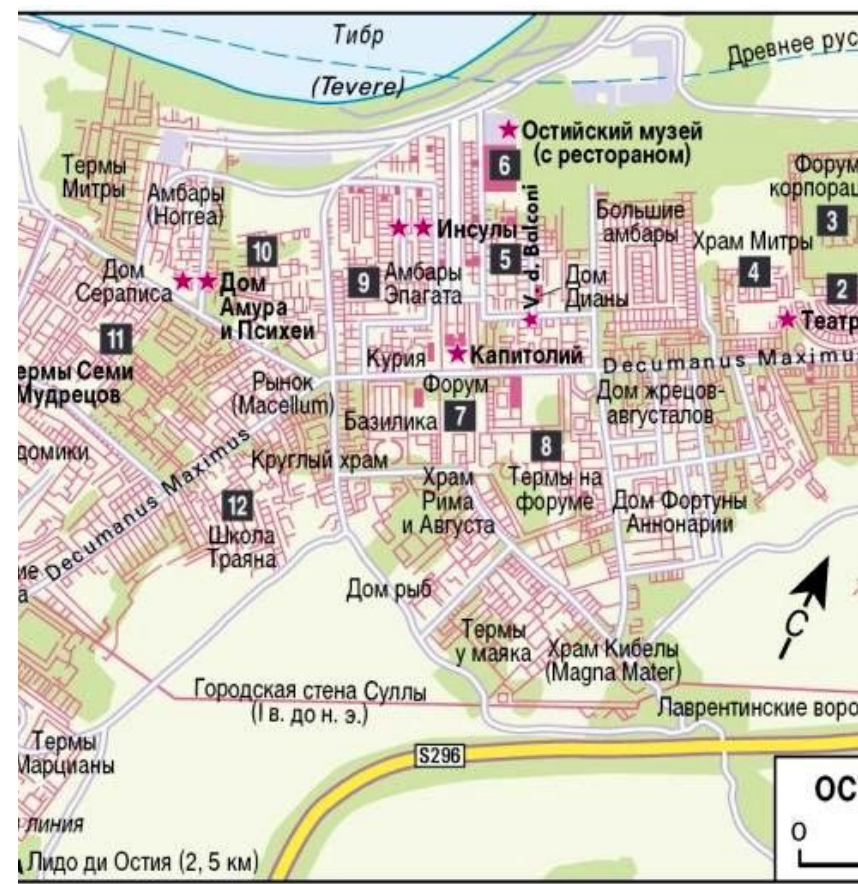 Тибр
(Tevere)
Древнее рус
Остийский музей
(с рестораном)
6
Термы
Митры
Амбары
(Horrea)
Форум
корпорац
3
Большие
амбары
Храм Митры
4
2
Инсулы
5
V. d. Balconi
10
9
Амбары
Эпагата
Дом
Дианы
Дом
Сераписа
Дом
Амура
и Психеи
Театр
11
ермы Семи
Мудрецов
Курия
Капитолий
Decumanus Maximu
Рынок
(Macellum)
Форум
7
Базилика
Дом жрецов-
августалов
домики
Decumanus Maximus
Круглый храм
8
Термы на
форуме
Храм
Рима
и Августа
12
Школа
Траяна
Дом Фортуны
Аннонарии
ие
а
Дом рыб
С
Термы
у маяка
Храм Кибелы
(Magna Mater)
Городская стена Суллы
(I в. до н. э.)
Лаврентинские воро
Термы
Марцианы
S296
ОС
0
линия
Лидо ди Остия (2, 5 км)